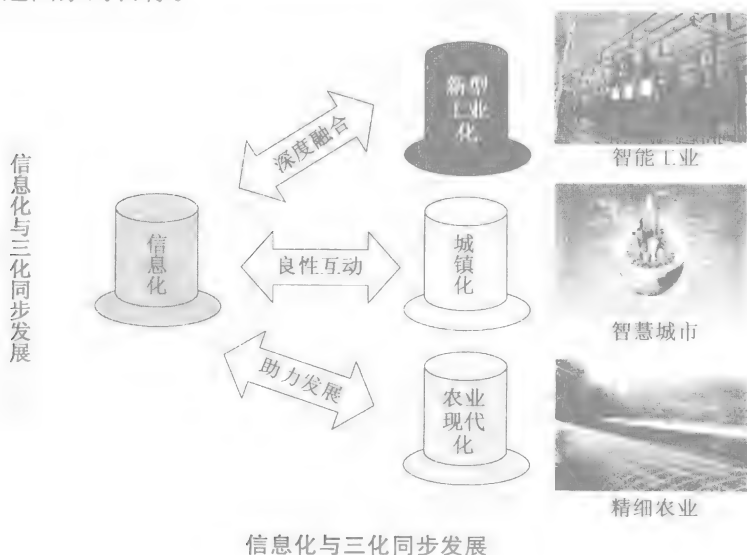 信息化与三化同步发展
信息化
深度融合
良性互动
助力发展
新型
工业
化
城
镇
化
农业
现代
化
智能工业
智慧城市
精细农业
信息化与三化同步发展